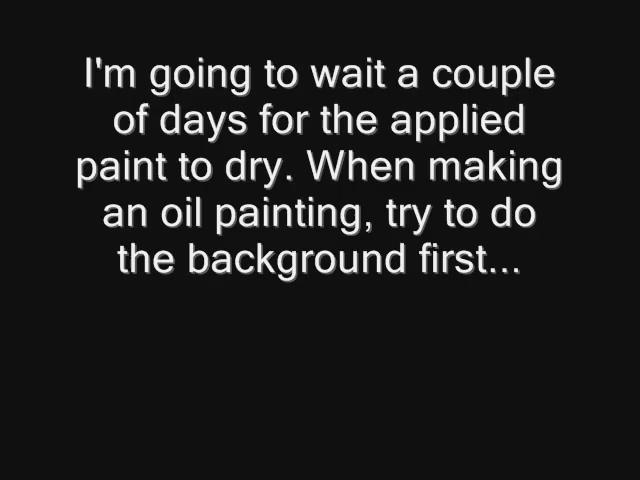 I'm going to wait a couple
of days for the applied
paint to dry. When making
an oil painting, try to do
the background first...